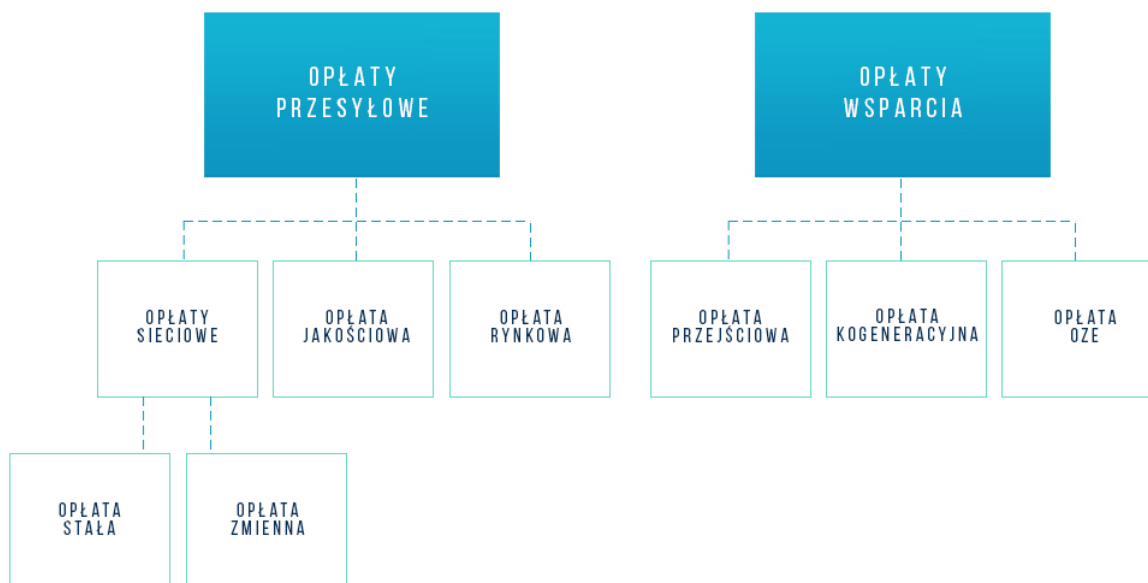 OPŁATY
PRZESYŁOWE
OPŁATY
WSPARCIA
OPŁATY
SIECIOWE
OPŁATA
JAKOŚCIOWA
OPŁATA
RYNKOWA
OPŁATA
PRZEJŚCIOWA
OPŁATA
KOGENERACYJNA
OPŁATA
OZE
OPŁATA
STAŁA
OPŁATA
ZMIENNA